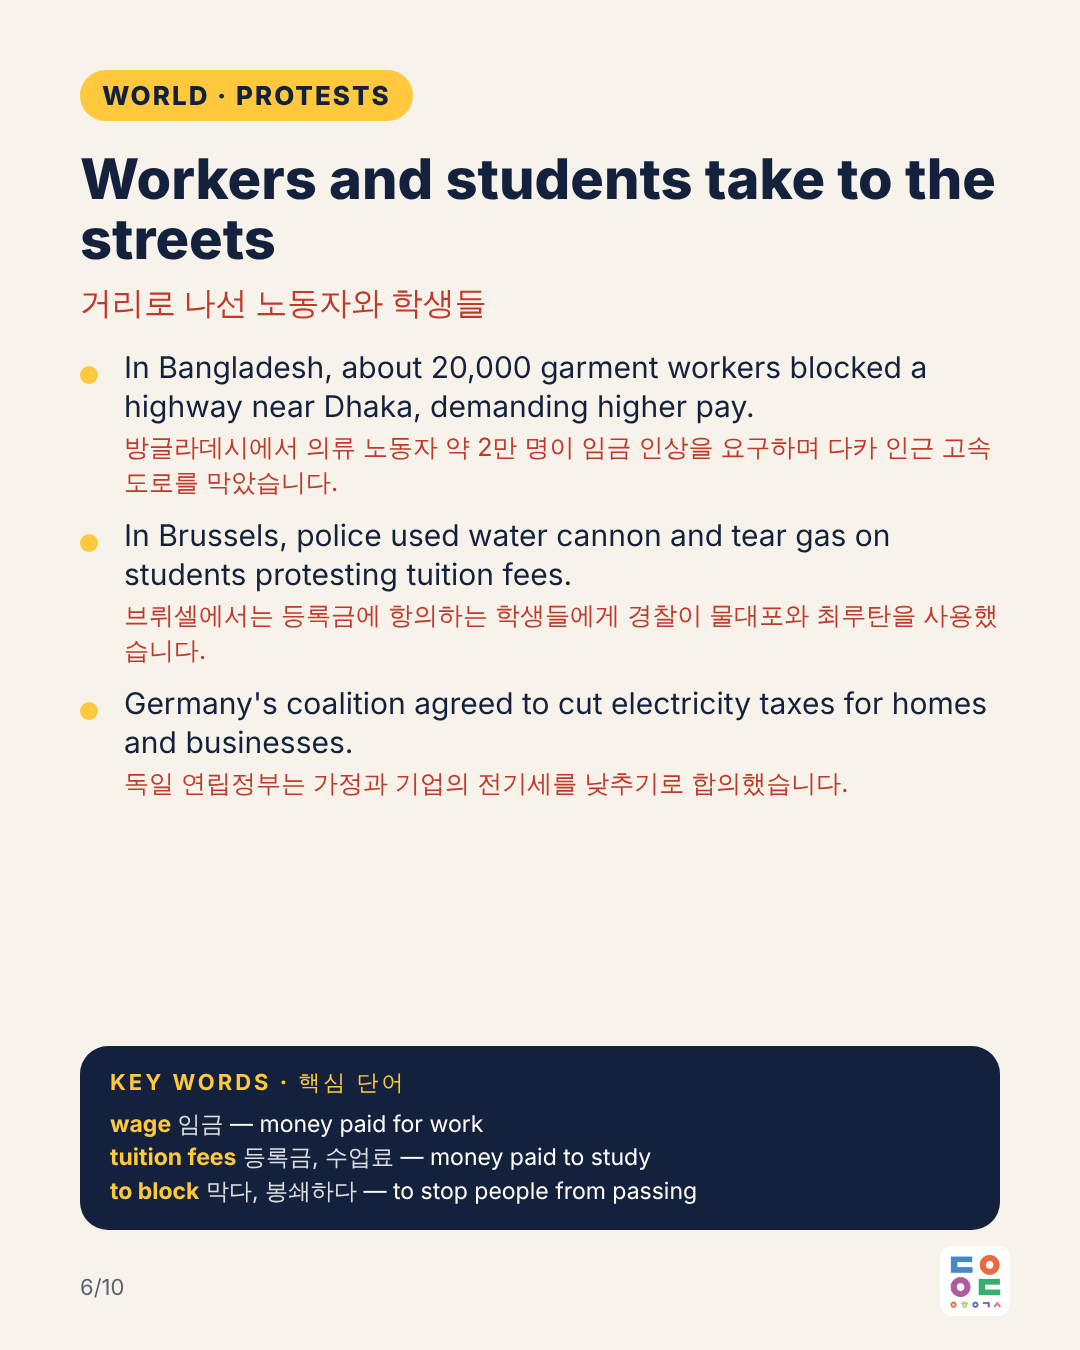 WORLD · PROTESTS
Workers and students take to the
streets
거리로 나선 노동자와 학생들
In Bangladesh, about 20,000 garment workers blocked a
highway near Dhaka, demanding higher pay.
방글라데시에서 의류 노동자 약 2만 명이 임금 인상을 요구하며 다카 인근 고속
도로를 막았습니다.
In Brussels, police used water cannon and tear gas on
students protesting tuition fees.
브뤼셀에서는 등록금에 항의하는 학생들에게 경찰이 물대포와 최루탄을 사용했
습니다.
Germany's coalition agreed to cut electricity taxes for homes
and businesses.
독일 연립정부는 가정과 기업의 전기세를 낮추기로 합의했습니다.
KEY WORDS · 핵심 단어
wage 임금 — money paid for work
tuition fees 등록금, 수업료 — money paid to study
to block 막다, 봉쇄하다 — to stop people from passing
6/10